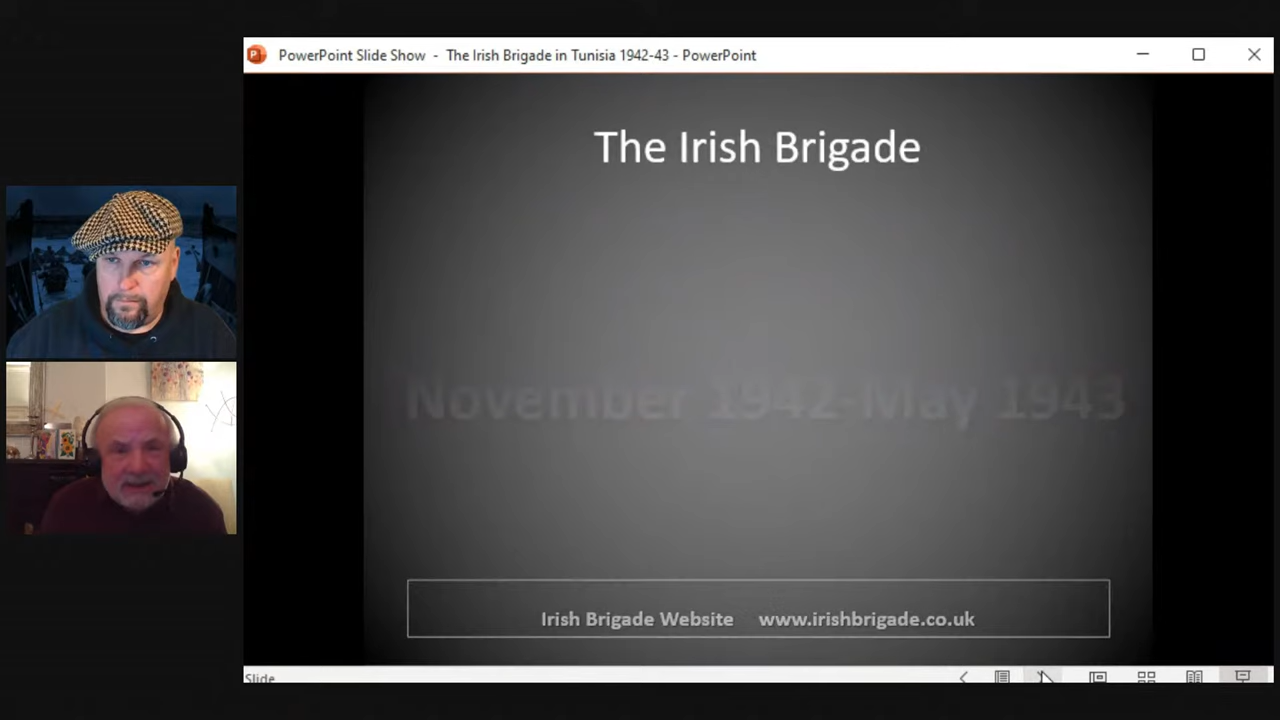 PowerPoint Slide Show - The Irish Brigade in Tunisia 1942-43 - PowerPoint
The Irish Brigade
November 1942-May 1943
Irish Brigade Website www.irishbrigade.co.uk
Slide